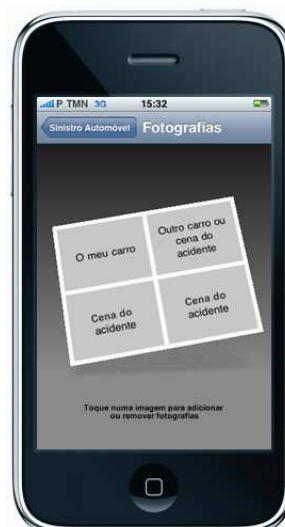 P TMN 3G 15:32
Sinistro Automóvel Fotografias
O meu carro
Outro carro ou
cena do
acidente
Cena do
acidente
Cena do
acidente
Toque numa imagem para adicionar
ou remover fotografias